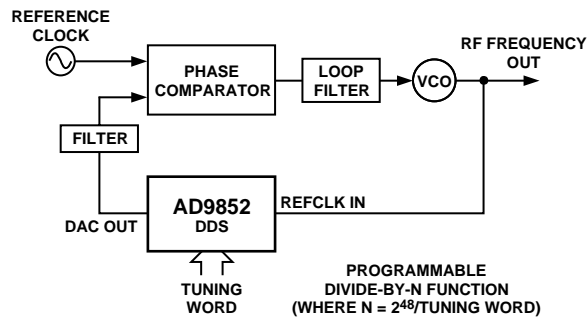 REFERENCE
CLOCK
PHASE
COMPARATOR
LOOP
FILTER
VCO
RF FREQUENCY
OUT
FILTER
AD9852
DDS
REFCLK IN
DAC OUT
TUNING
WORD
PROGRAMMABLE
DIVIDE-BY-N FUNCTION
(WHERE N = 2⁴⁸/TUNING WORD)